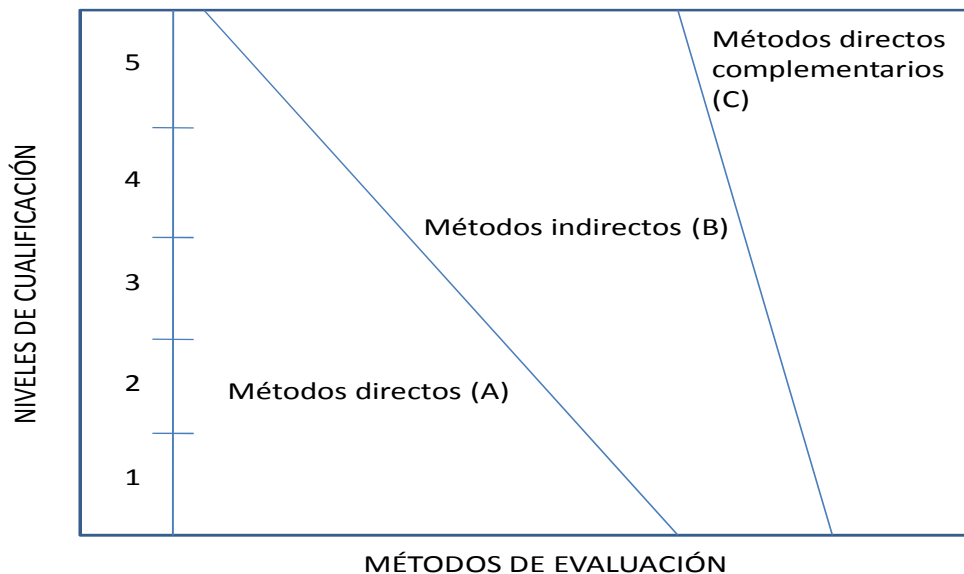 NIVELES DE CUALIFICACIÓN
5
4
3
2
1
Métodos directos
complementarios
(C)
Métodos indirectos (B)
Métodos directos (A)
MÉTODOS DE EVALUACIÓN